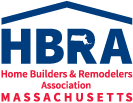 HBRA
Home Builders & Remodelers
Association
MASSACHUSETTS